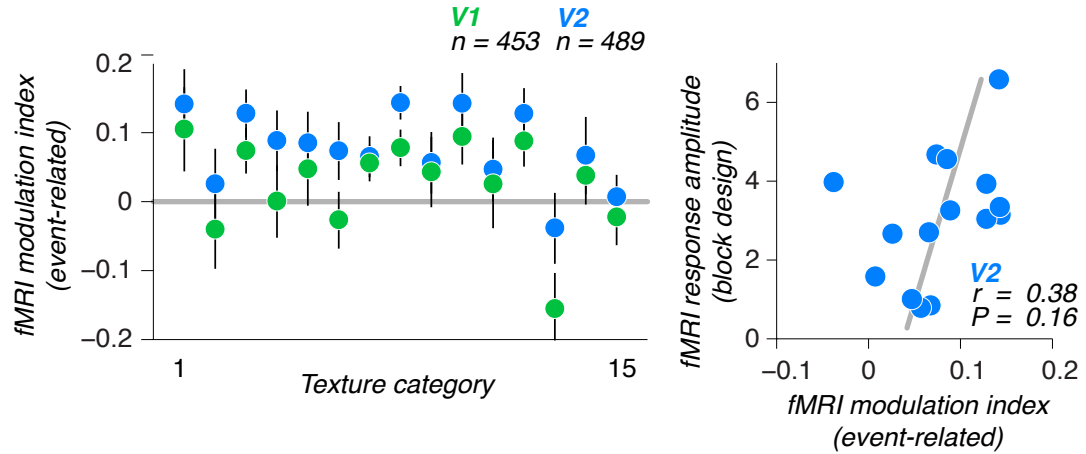 V1 V2
n = 453 n = 489
fMRI modulation index
(event-related)
0.2
0.1
0
−0.1
−0.2
1 15
Texture category
fMRI response amplitude
(block design)
6
4
2
0
V2
r = 0.38
P = 0.16
−0.1 0 0.1 0.2
fMRI modulation index
(event-related)